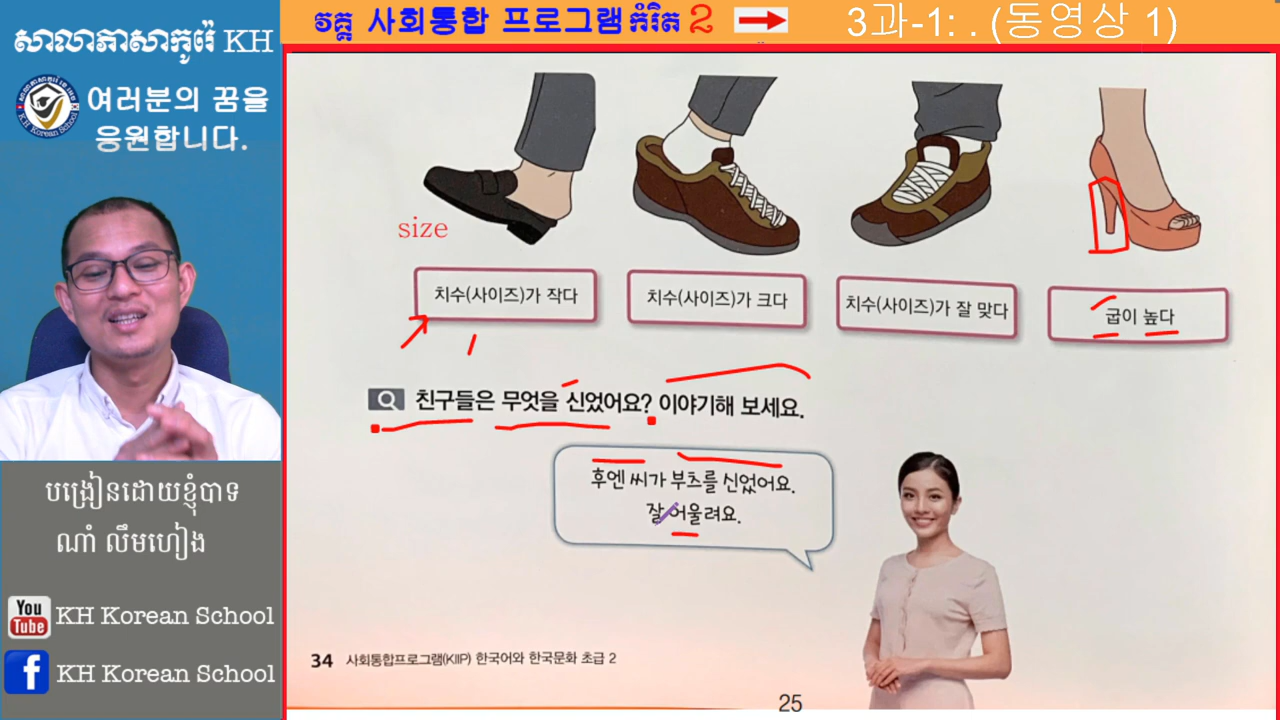 សាលាភាសាកូរ៉េ KH
여러분의 꿈을
응원합니다.
វគ្គ 사회통합 프로그램 កំរិត 2
3과-1: . (동영상 1)
size
치수(사이즈)가 작다
치수(사이즈)가 크다
치수(사이즈)가 잘 맞다
굽이 높다
친구들은 무엇을 신었어요? 이야기해 보세요.
후엔 씨가 부츠를 신었어요.
잘 어울려요.
បង្រៀនដោយខ្ញុំបាទ
ណាំ លឹមហៀង
You Tube KH Korean School
f KH Korean School
34 사회통합프로그램(KIIP) 한국어와 한국문화 초급 2
25